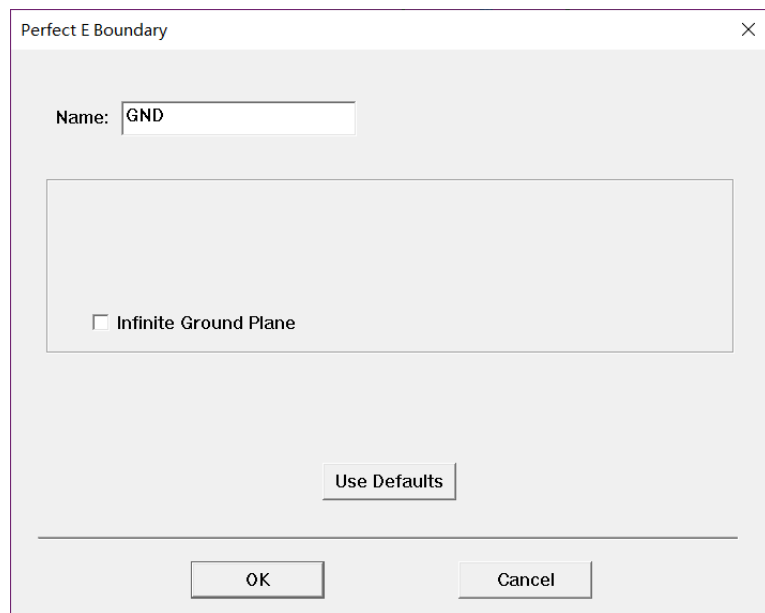 Perfect E Boundary
Name: GND
Infinite Ground Plane
Use Defaults
OK Cancel